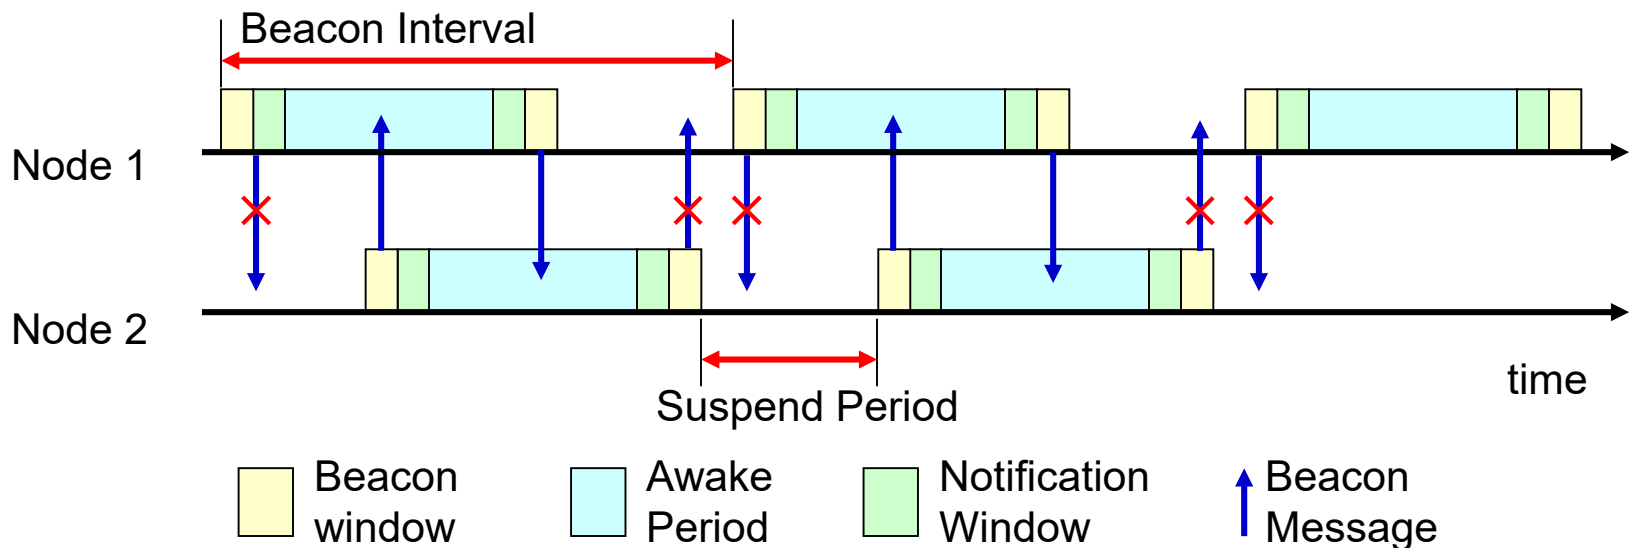 Beacon Interval
Node 1
Node 2
time
Suspend Period
Beacon
window
Awake
Period
Notification
Window
Beacon
Message